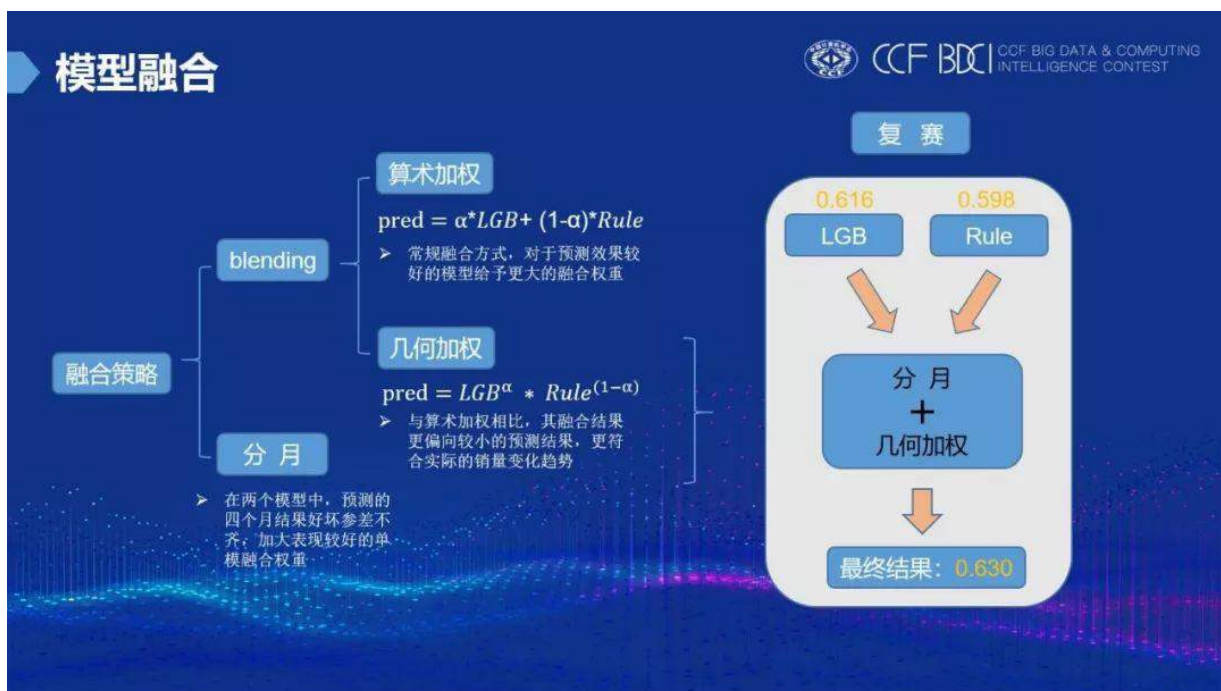 模型融合
CCF
CCF BDCI
CCF BIG DATA & COMPUTING
INTELLIGENCE CONTEST
融合策略
blending
算术加权
pred = α*LGB+ (1-α)*Rule
➢ 常规融合方式，对于预测效果较
好的模型给予更大的融合权重
几何加权
pred = LGB^α * Rule^(1−α)
➢ 与算术加权相比，其融合结果
更偏向较小的预测结果，更符
合实际的销量变化趋势
分 月
➢ 在两个模型中，预测的
四个月结果好坏参差不
齐，加大表现较好的单
模融合权重
复 赛
0.616
0.598
LGB
Rule
分 月
+
几何加权
最终结果：0.630